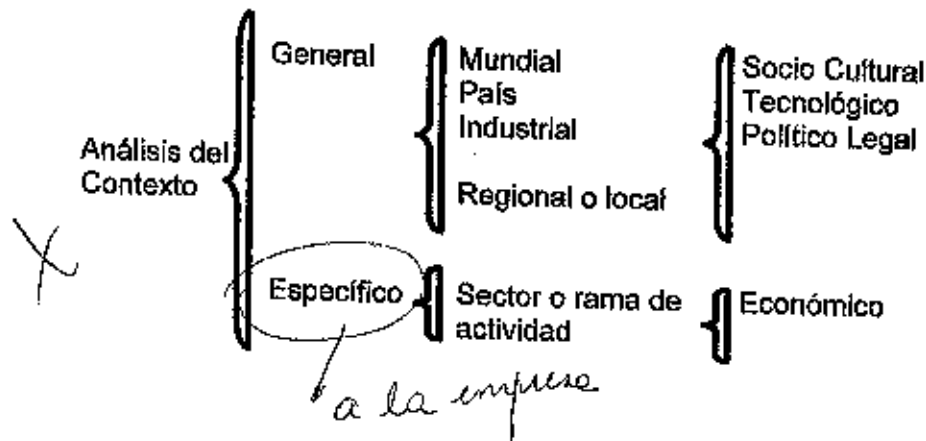 General
Mundial
País
Industrial
Regional o local
Socio Cultural
Tecnológico
Político Legal
Análisis del
Contexto
Específico
Sector o rama de
actividad
Económico
X
a la empresa